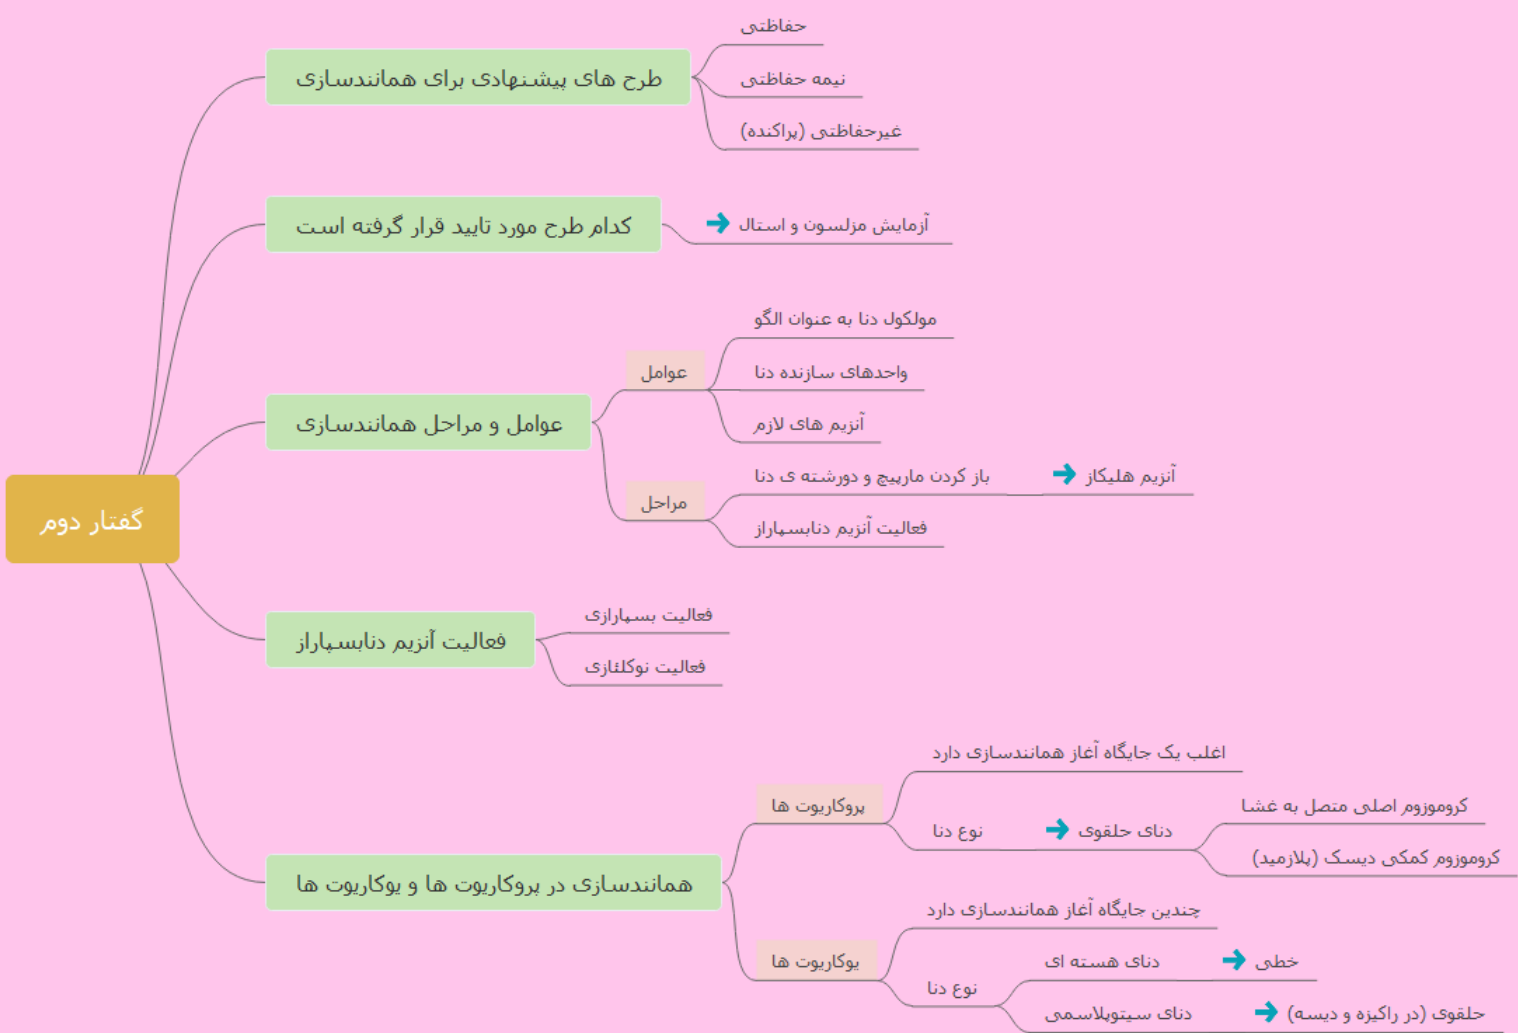 گفتار دوم
طرح های پیشنهادی برای همانندسازی
حفاظتی
نیمه حفاظتی
غیرحفاظتی (پراکنده)
کدام طرح مورد تایید قرار گرفته است
آزمایش مزلسون و استال
عوامل و مراحل همانندسازی
عوامل
مولکول دنا به عنوان الگو
واحدهای سازنده دنا
آنزیم های لازم
مراحل
باز کردن مارپیچ و دورشته ی دنا
آنزیم هلیکاز
فعالیت آنزیم دنابسپاراز
فعالیت آنزیم دنابسپاراز
فعالیت بسپارازی
فعالیت نوکلئازی
همانندسازی در پروکاریوت ها و یوکاریوت ها
پروکاریوت ها
اغلب یک جایگاه آغاز همانندسازی دارد
نوع دنا
دنای حلقوی
کروموزوم اصلی متصل به غشا
کروموزوم کمکی دیسک (پلازمید)
یوکاریوت ها
چندین جایگاه آغاز همانندسازی دارد
نوع دنا
دنای هسته ای
خطی
دنای سیتوپلاسمی
حلقوی (در راکیزه و دیسه)